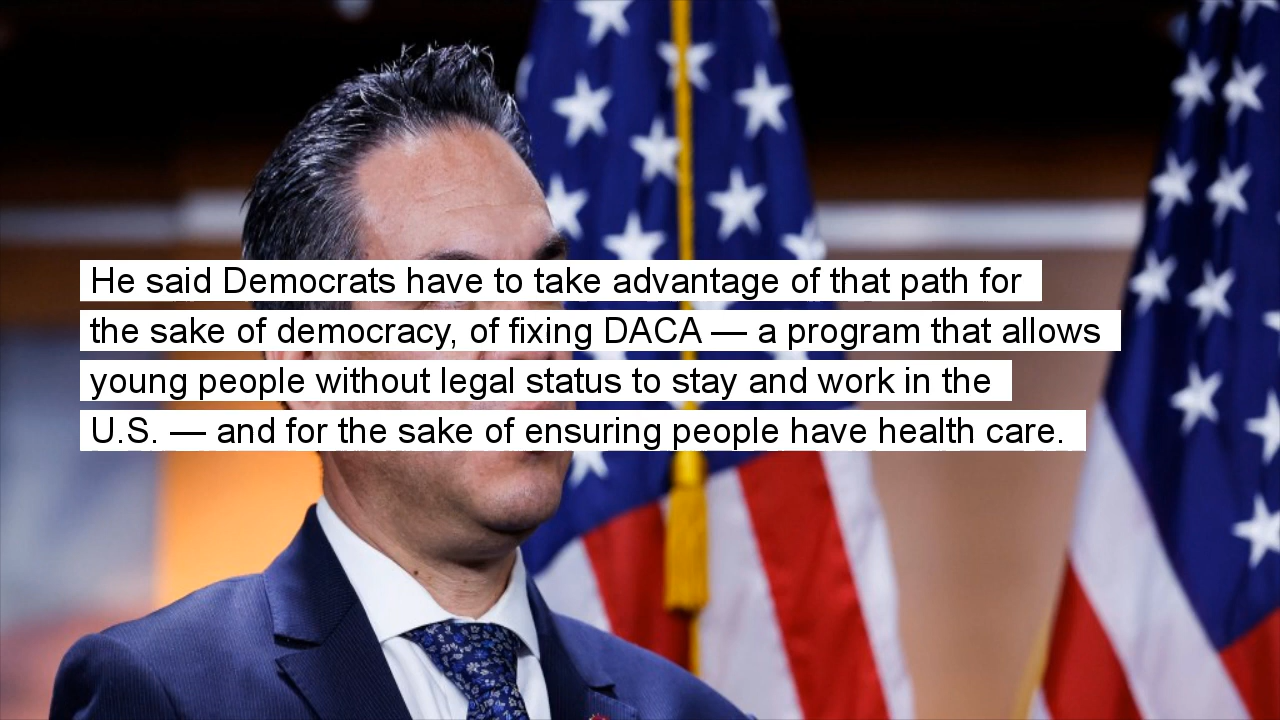 He said Democrats have to take advantage of that path for
the sake of democracy, of fixing DACA — a program that allows
young people without legal status to stay and work in the
U.S. — and for the sake of ensuring people have health care.